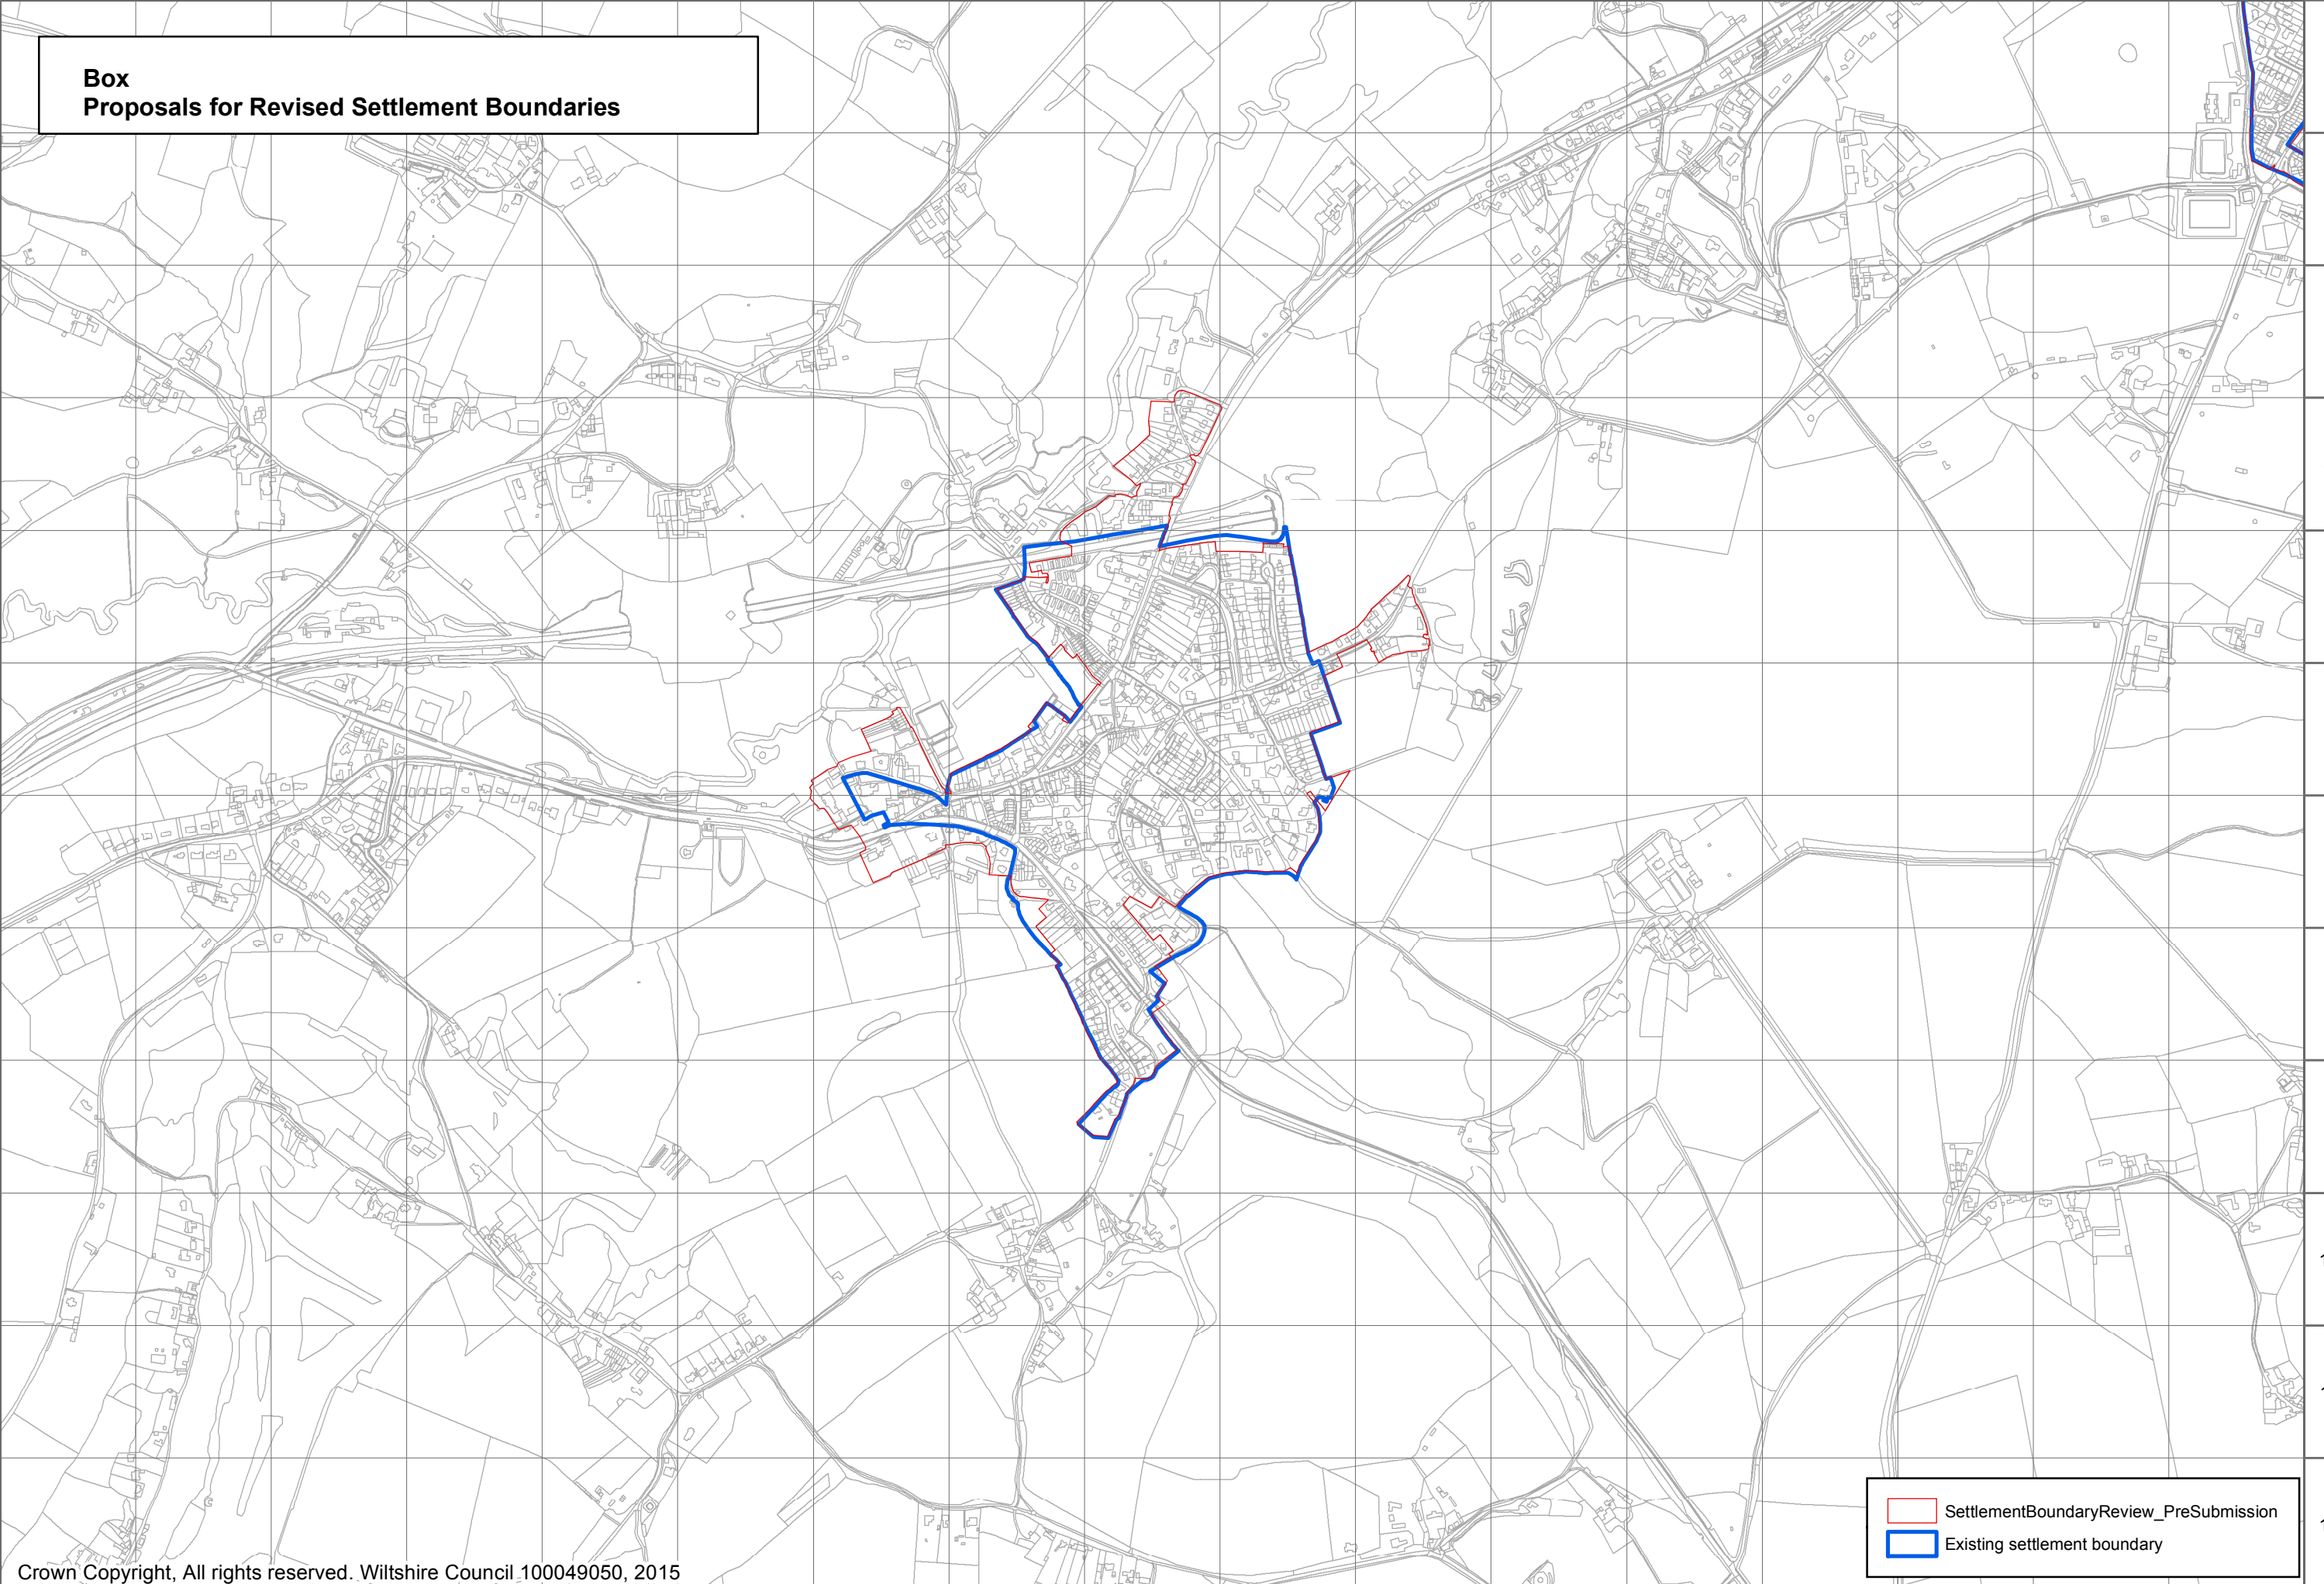 Box
Proposals for Revised Settlement Boundaries
SettlementBoundaryReview_PreSubmission
Existing settlement boundary
Crown Copyright, All rights reserved. Wiltshire Council 100049050, 2015